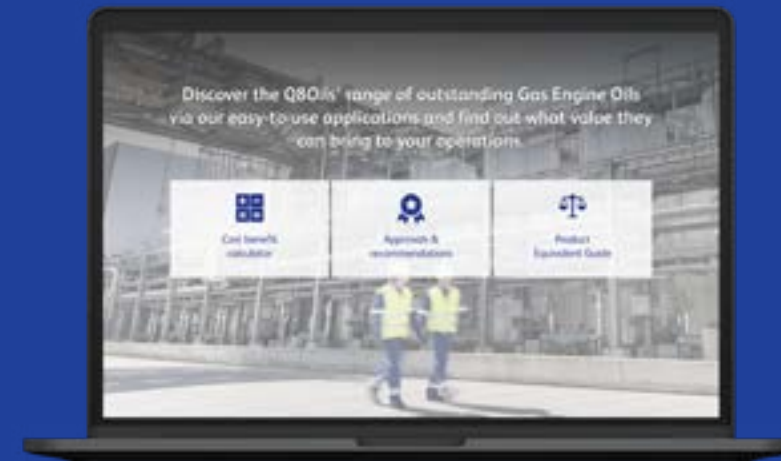 Discover the Q8Oils' range of outstanding Gas Engine Oils
via our easy-to-use applications and find out what value they
can bring to your operations.
Cost benefit
calculator
Approvals &
recommendations
Product
Equivalent Guide